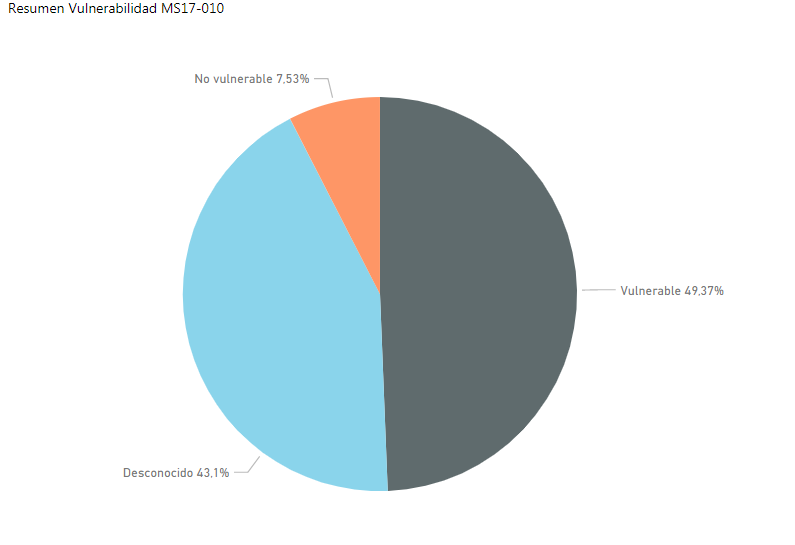 Resumen Vulnerabilidad MS17-010
No vulnerable 7,53%
Vulnerable 49,37%
Desconocido 43,1%